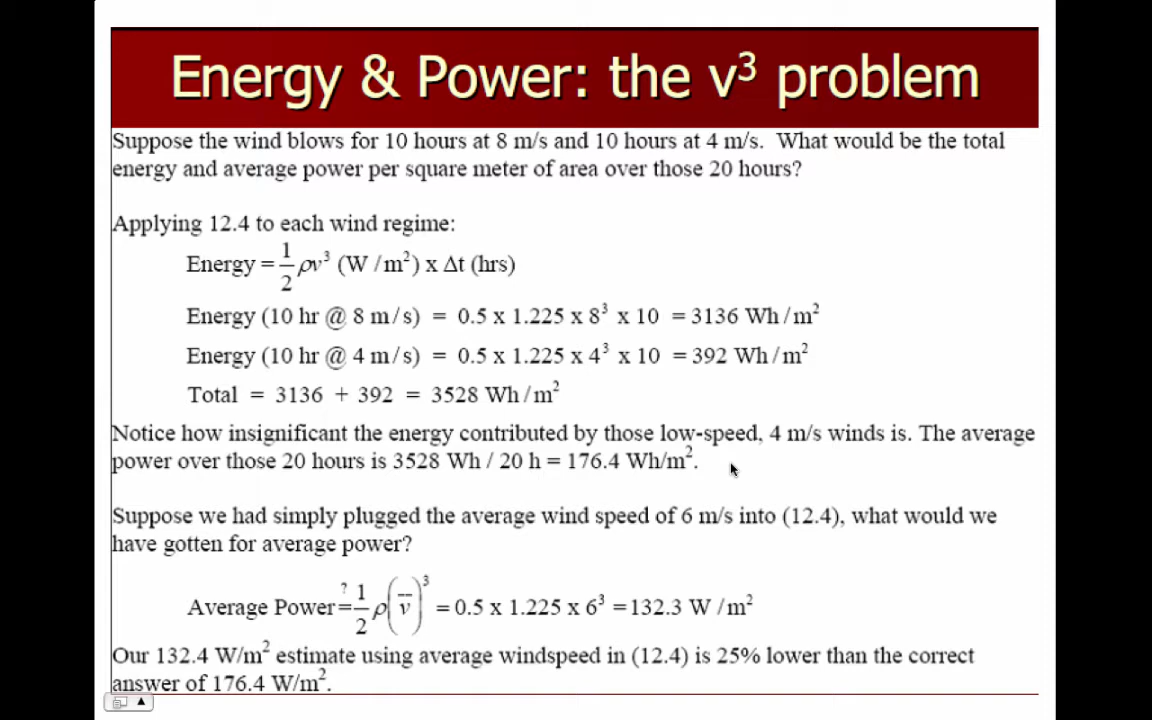 Energy & Power: the v³ problem
Suppose the wind blows for 10 hours at 8 m/s and 10 hours at 4 m/s.  What would be the total
energy and average power per square meter of area over those 20 hours?
Applying 12.4 to each wind regime:
Energy = 1/2 ρv³ (W /m²) x Δt (hrs)
Energy (10 hr @ 8 m/s) = 0.5 x 1.225 x 8³ x 10 = 3136 Wh/m²
Energy (10 hr @ 4 m/s) = 0.5 x 1.225 x 4³ x 10 = 392 Wh/m²
Total = 3136 + 392 = 3528 Wh/m²
Notice how insignificant the energy contributed by those low-speed, 4 m/s winds is. The average
power over those 20 hours is 3528 Wh / 20 h = 176.4 Wh/m².
Suppose we had simply plugged the average wind speed of 6 m/s into (12.4), what would we
have gotten for average power?
Average Power ?= 1/2 ρ(v̅)³ = 0.5 x 1.225 x 6³ = 132.3 W /m²
Our 132.4 W/m² estimate using average windspeed in (12.4) is 25% lower than the correct
answer of 176.4 W/m².